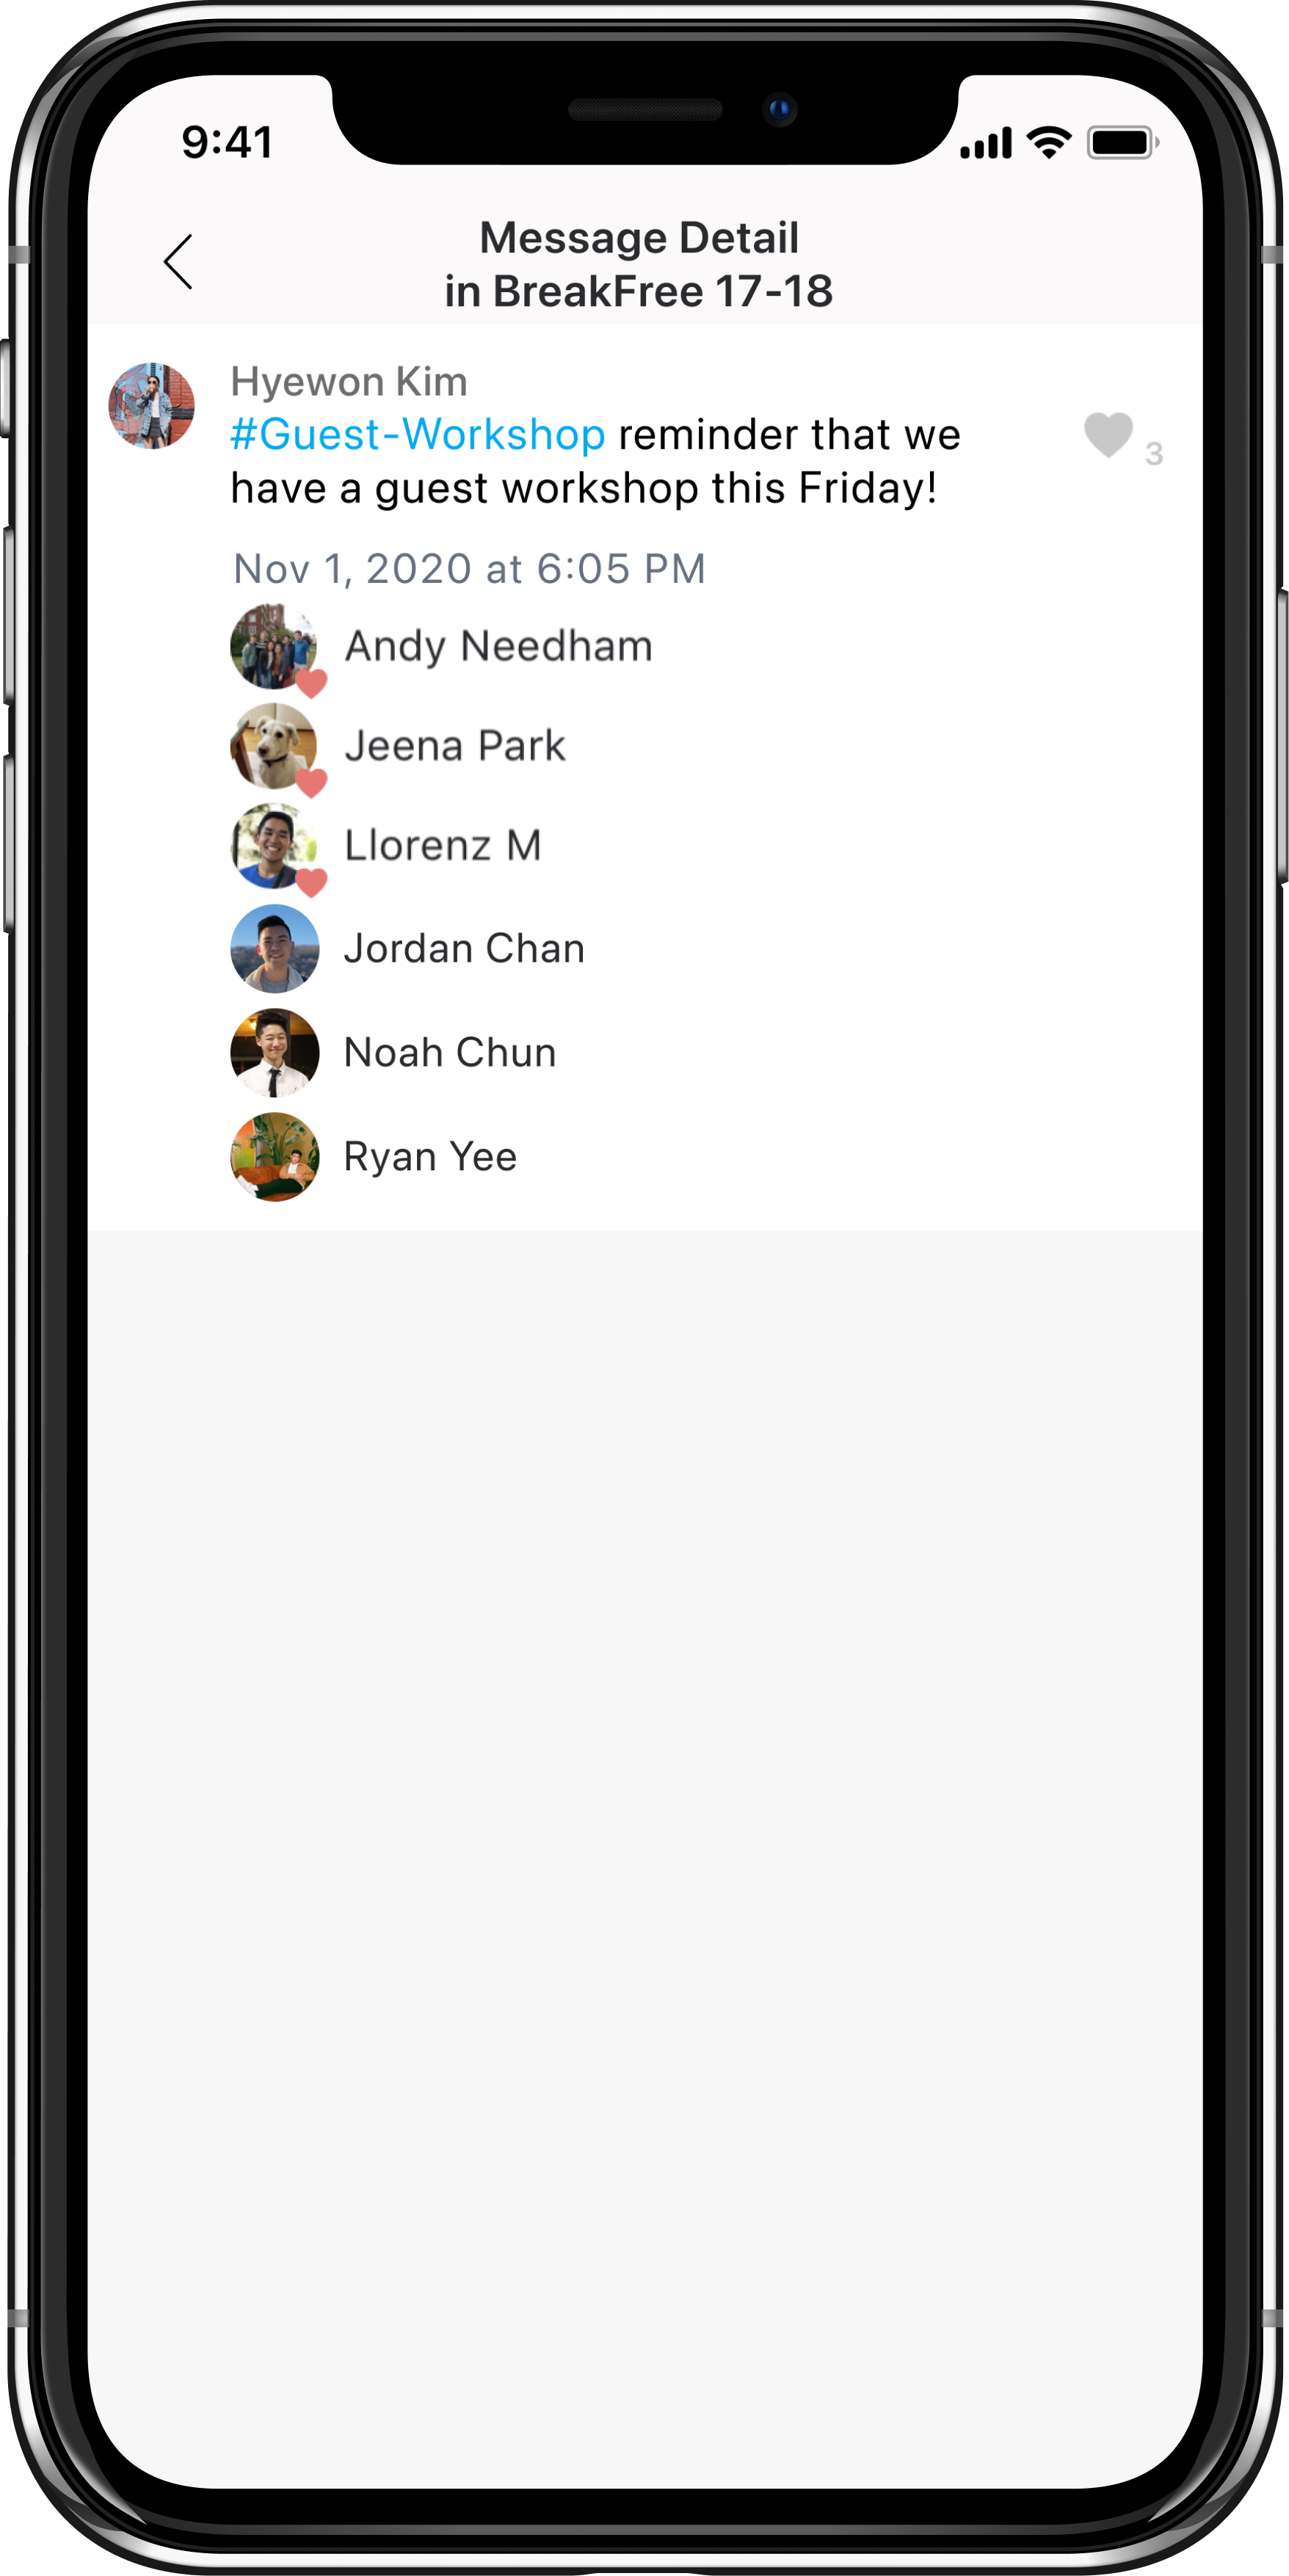 9:41
Message Detail
in BreakFree 17-18
Hyewon Kim
#Guest-Workshop reminder that we
have a guest workshop this Friday!
3
Nov 1, 2020 at 6:05 PM
Andy Needham
Jeena Park
Llorenz M
Jordan Chan
Noah Chun
Ryan Yee